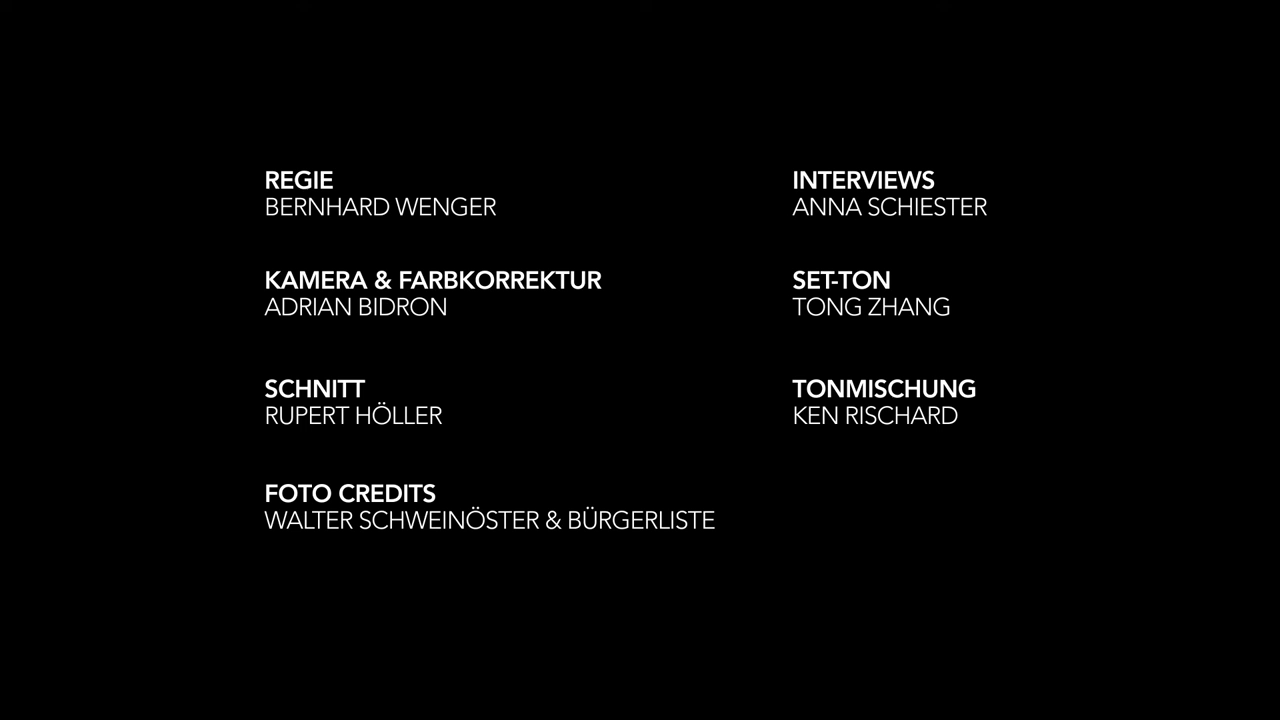 REGIE
BERNHARD WENGER
KAMERA & FARBKORREKTUR
ADRIAN BIDRON
SCHNITT
RUPERT HÖLLER
FOTO CREDITS
WALTER SCHWEINÖSTER & BÜRGERLISTE
INTERVIEWS
ANNA SCHIESTER
SET-TON
TONG ZHANG
TONMISCHUNG
KEN RISCHARD